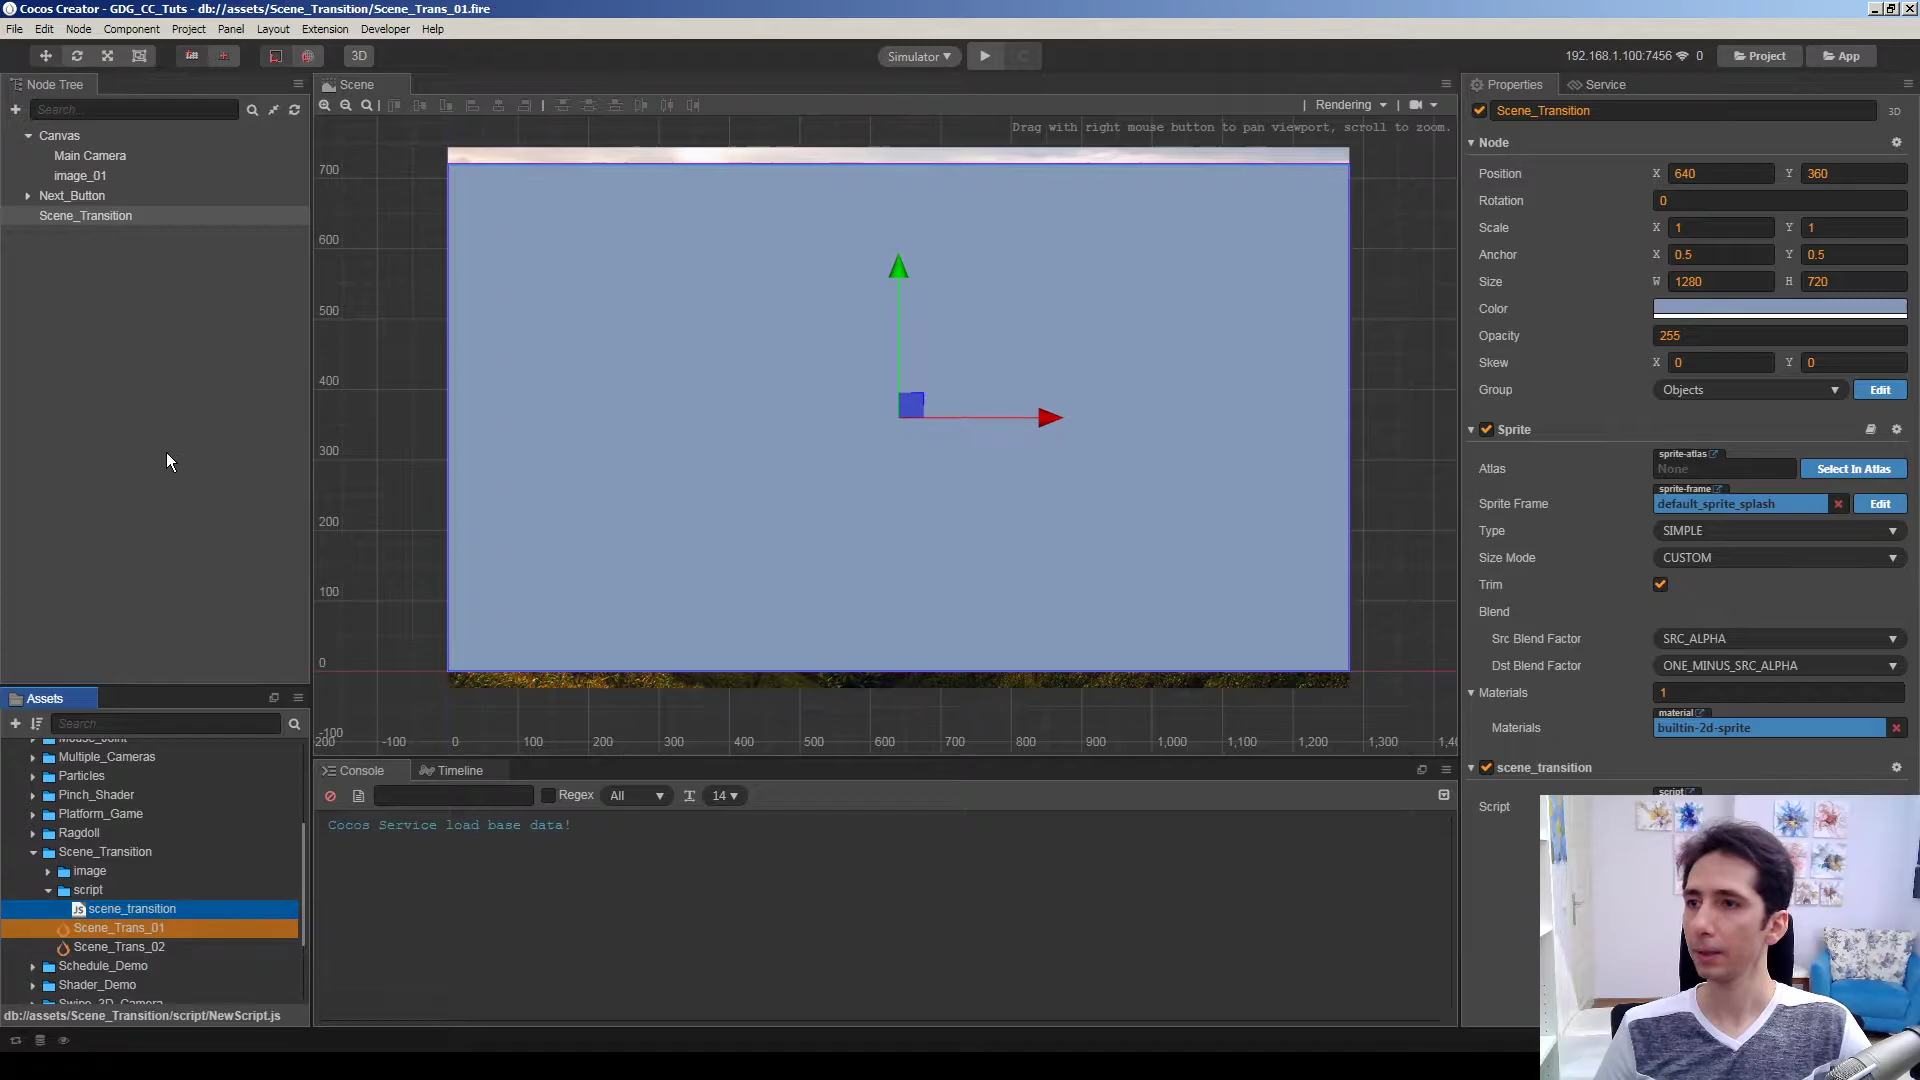 Cocos Creator - GDG_CC_Tuts - db://assets/Scene_Transition/Scene_Trans_01.fire
File Edit Node Component Project Panel Layout Extension Developer Help
3D Simulator 192.168.1.100:7456 0 Project App
Node Tree
Search...
Canvas
Main Camera
image_01
Next_Button
Scene_Transition
Scene
Rendering
Drag with right mouse button to pan viewport, scroll to zoom.
700
600
500
400
300
200
100
0
-100
200 -100 0 100 200 300 400 500 600 700 800 900 1,000 1,100 1,200 1,300
Assets
Search...
Mouse_Joint
Multiple_Cameras
Particles
Pinch_Shader
Platform_Game
Ragdoll
Scene_Transition
image
script
JS scene_transition
Scene_Trans_01
Scene_Trans_02
Schedule_Demo
Shader_Demo
Swipe_3D_Camera
db://assets/Scene_Transition/script/NewScript.js
Console Timeline
Regex All 14
Cocos Service load base data!
Properties Service
Scene_Transition 3D
Node
Position X 640 Y 360
Rotation 0
Scale X 1 Y 1
Anchor X 0.5 Y 0.5
Size W 1280 H 720
Color
Opacity 255
Skew X 0 Y 0
Group Objects Edit
Sprite
sprite-atlas
Atlas None Select In Atlas
sprite-frame
Sprite Frame default_sprite_splash Edit
Type SIMPLE
Size Mode CUSTOM
Trim
Blend
Src Blend Factor SRC_ALPHA
Dst Blend Factor ONE_MINUS_SRC_ALPHA
Materials 1
material
Materials builtin-2d-sprite
scene_transition
script
Script